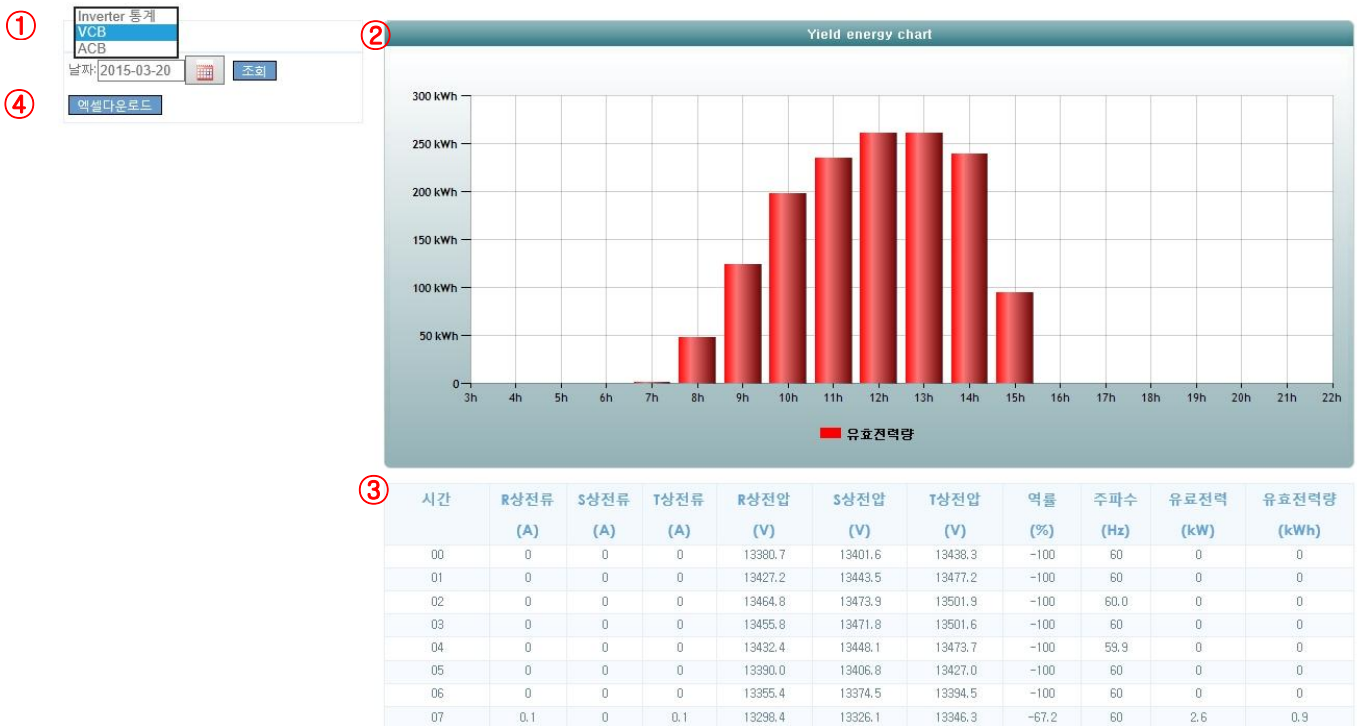 ①
Inverter 통계
VCB
ACB
날짜: 2015-03-20 조회
④
엑셀다운로드
②
Yield energy chart
300 kWh
250 kWh
200 kWh
150 kWh
100 kWh
50 kWh
0
3h 4h 5h 6h 7h 8h 9h 10h 11h 12h 13h 14h 15h 16h 17h 18h 19h 20h 21h 22h
유효전력량
③
시간 R상전류 S상전류 T상전류 R상전압 S상전압 T상전압 역률 주파수 유료전력 유효전력량
(A) (A) (A) (V) (V) (V) (%) (Hz) (kW) (kWh)
00 0 0 0 13380.7 13401.6 13438.3 -100 60 0 0
01 0 0 0 13427.2 13443.5 13477.2 -100 60 0 0
02 0 0 0 13464.8 13473.9 13501.9 -100 60.0 0 0
03 0 0 0 13455.8 13471.8 13501.6 -100 60 0 0
04 0 0 0 13432.4 13448.1 13473.7 -100 59.9 0 0
05 0 0 0 13390.0 13406.8 13427.0 -100 60 0 0
06 0 0 0 13355.4 13374.5 13394.5 -100 60 0 0
07 0.1 0 0.1 13298.4 13326.1 13346.3 -67.2 60 2.6 0.9